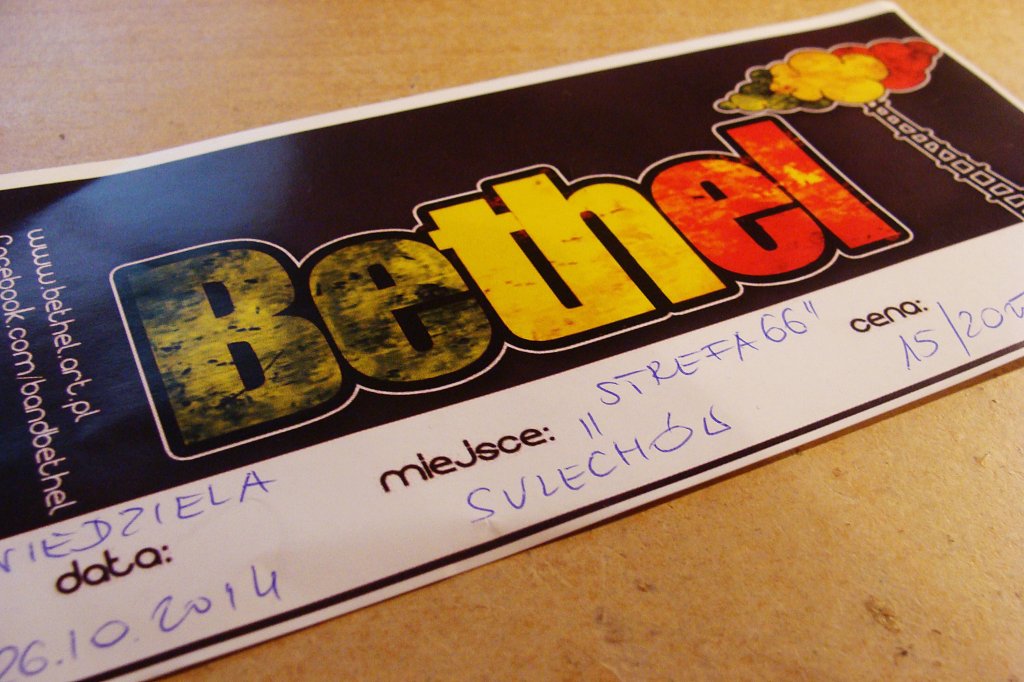 www.bethel.art.pl
facebook.com/bandbethel
Bethel
NIEDZIELA
data:
26.10.2014
miejsce: "STREFA 66"
SULECHÓW
cena:
15/20